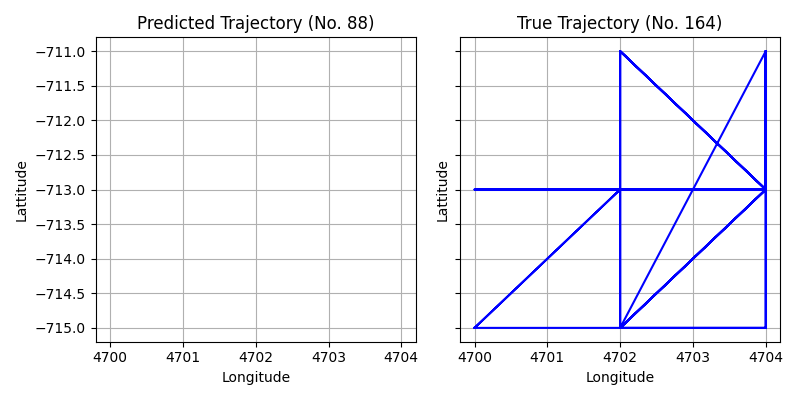 Predicted Trajectory (No. 88)
True Trajectory (No. 164)
Lattitude
−711.0
−711.5
−712.0
−712.5
−713.0
−713.5
−714.0
−714.5
−715.0
4700 4701 4702 4703 4704
Longitude
Lattitude
4700 4701 4702 4703 4704
Longitude